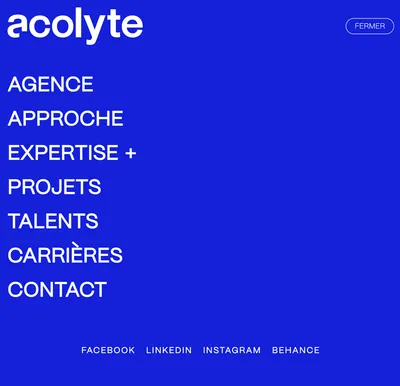 acolyte
FERMER
AGENCE
APPROCHE
EXPERTISE +
PROJETS
TALENTS
CARRIÈRES
CONTACT
FACEBOOK LINKEDIN INSTAGRAM BEHANCE